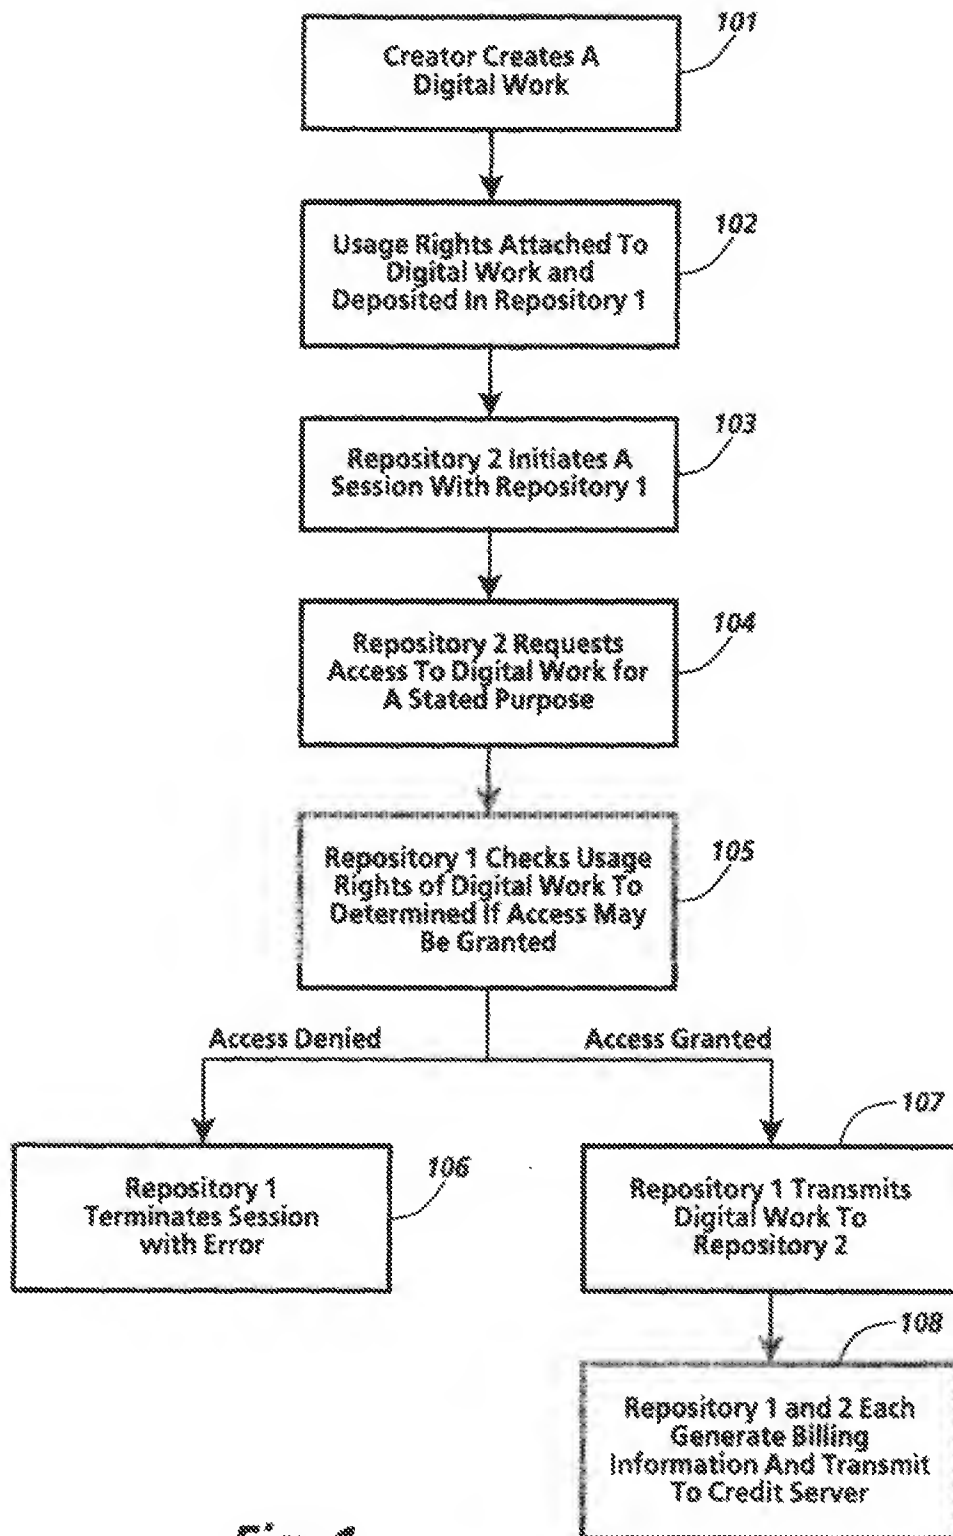 101
Creator Creates A
Digital Work
102
Usage Rights Attached To
Digital Work and
Deposited In Repository 1
103
Repository 2 Initiates A
Session With Repository 1
104
Repository 2 Requests
Access To Digital Work for
A Stated Purpose
105
Repository 1 Checks Usage
Rights of Digital Work To
Determined If Access May
Be Granted
Access Denied
Access Granted
106
Repository 1
Terminates Session
with Error
107
Repository 1 Transmits
Digital Work To
Repository 2
108
Repository 1 and 2 Each
Generate Billing
Information And Transmit
To Credit Server